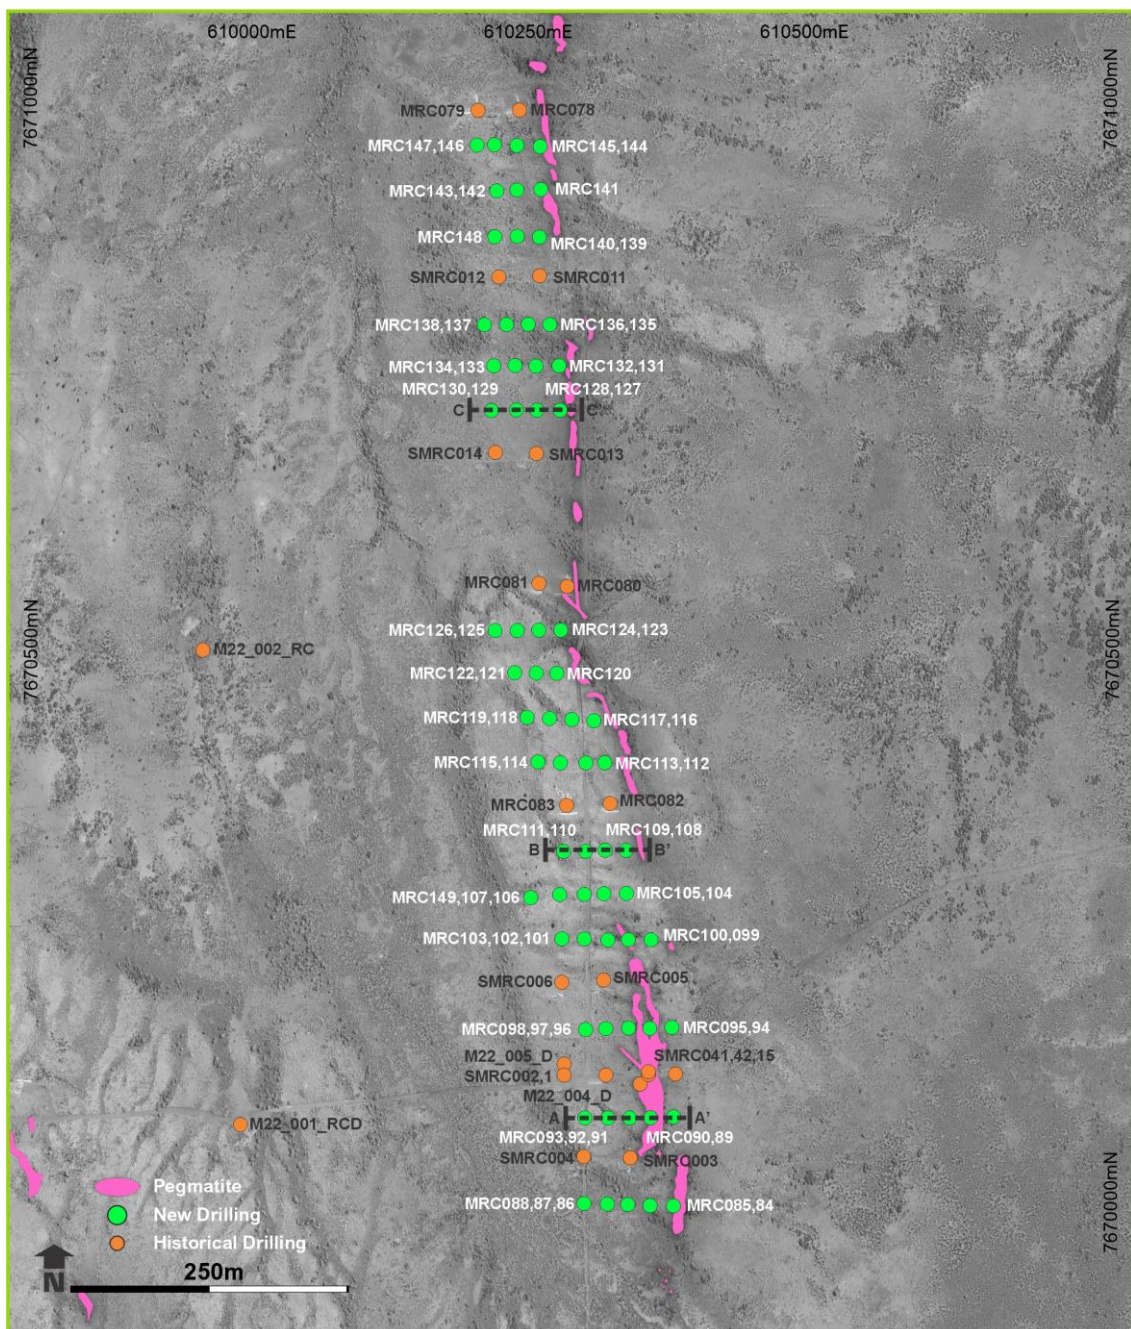 610000mE
610250mE
610500mE
7671000mN
7671000mN
MRC079
MRC078
MRC147,146
MRC145,144
MRC143,142
MRC141
MRC148
MRC140,139
SMRC012
SMRC011
MRC138,137
MRC136,135
MRC134,133
MRC132,131
MRC130,129
MRC128,127
C
C'
SMRC014
SMRC013
MRC081
MRC080
7670500mN
7670500mN
MRC126,125
MRC124,123
M22_002_RC
MRC122,121
MRC120
MRC119,118
MRC117,116
MRC115,114
MRC113,112
MRC083
MRC082
MRC111,110
MRC109,108
B
B'
MRC149,107,106
MRC105,104
MRC103,102,101
MRC100,099
SMRC006
SMRC005
MRC098,97,96
MRC095,94
M22_005_D
SMRC041,42,15
SMRC002,1
M22_004_D
A
A'
M22_001_RCD
MRC093,92,91
MRC090,89
SMRC004
SMRC003
7670000mN
7670000mN
MRC088,87,86
MRC085,84
Pegmatite
New Drilling
Historical Drilling
N
250m